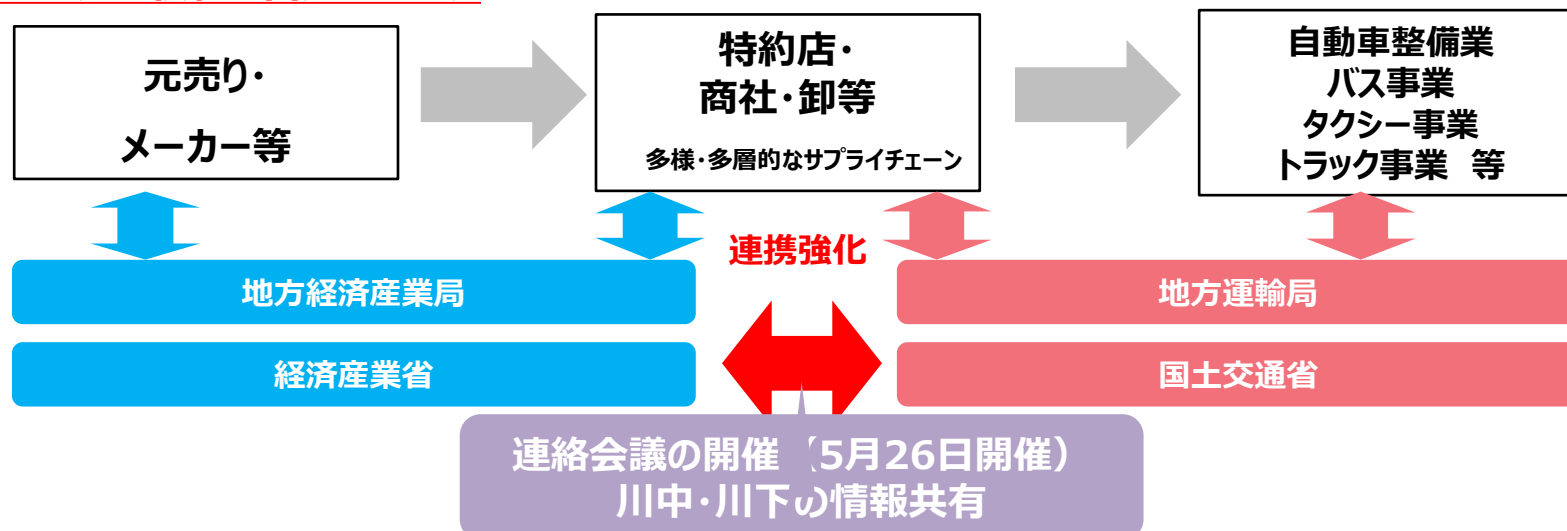 元売り・
メーカー等
特約店・
商社・卸等
多様・多層的なサプライチェーン
自動車整備業
バス事業
タクシー事業
トラック事業 等
連携強化
地方経済産業局
経済産業省
地方運輸局
国土交通省
連絡会議の開催（5月26日開催）
川中・川下の情報共有